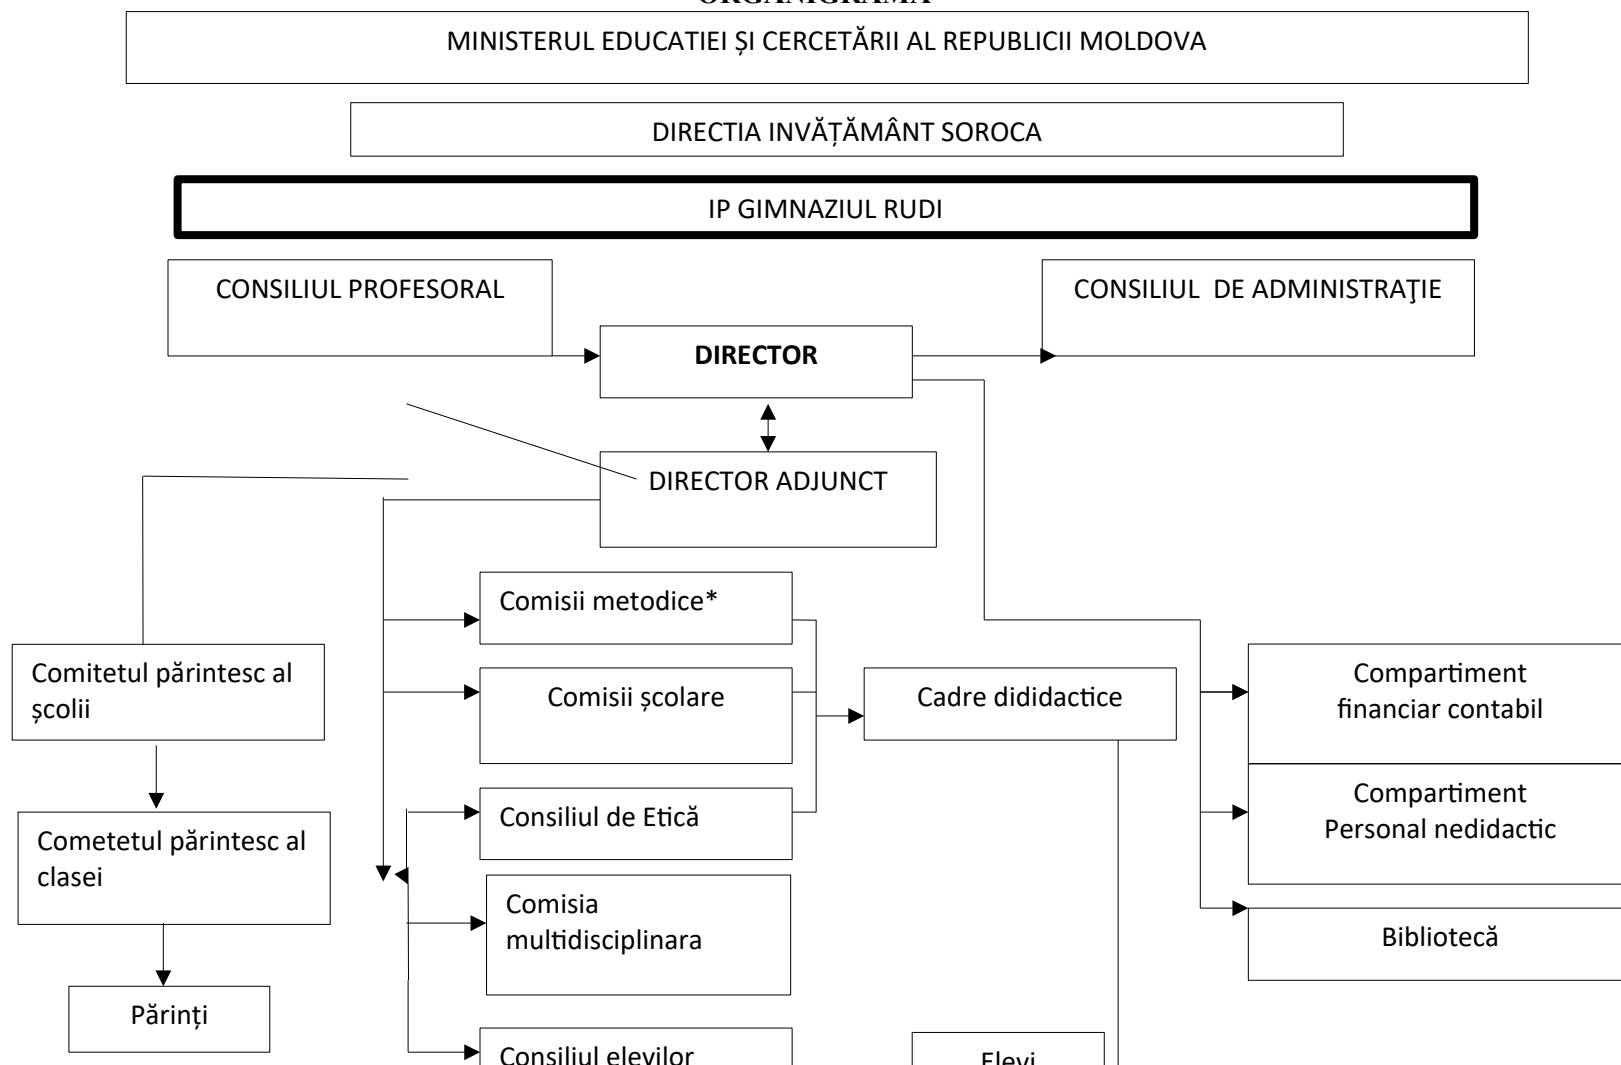 ORGANIGRAMA
MINISTERUL EDUCATIEI ȘI CERCETĂRII AL REPUBLICII MOLDOVA
DIRECTIA INVĂȚĂMÂNT SOROCA
IP GIMNAZIUL RUDI
CONSILIUL PROFESORAL
CONSILIUL DE ADMINISTRAŢIE
DIRECTOR
DIRECTOR ADJUNCT
Comisii metodice*
Comitetul părintesc al
școlii
Comisii școlare
Cadre dididactice
Compartiment
financiar contabil
Cometetul părintesc al
clasei
Consiliul de Etică
Compartiment
Personal nedidactic
Comisia
multidisciplinara
Bibliotecă
Părinți
Consiliul elevilor
Elevi